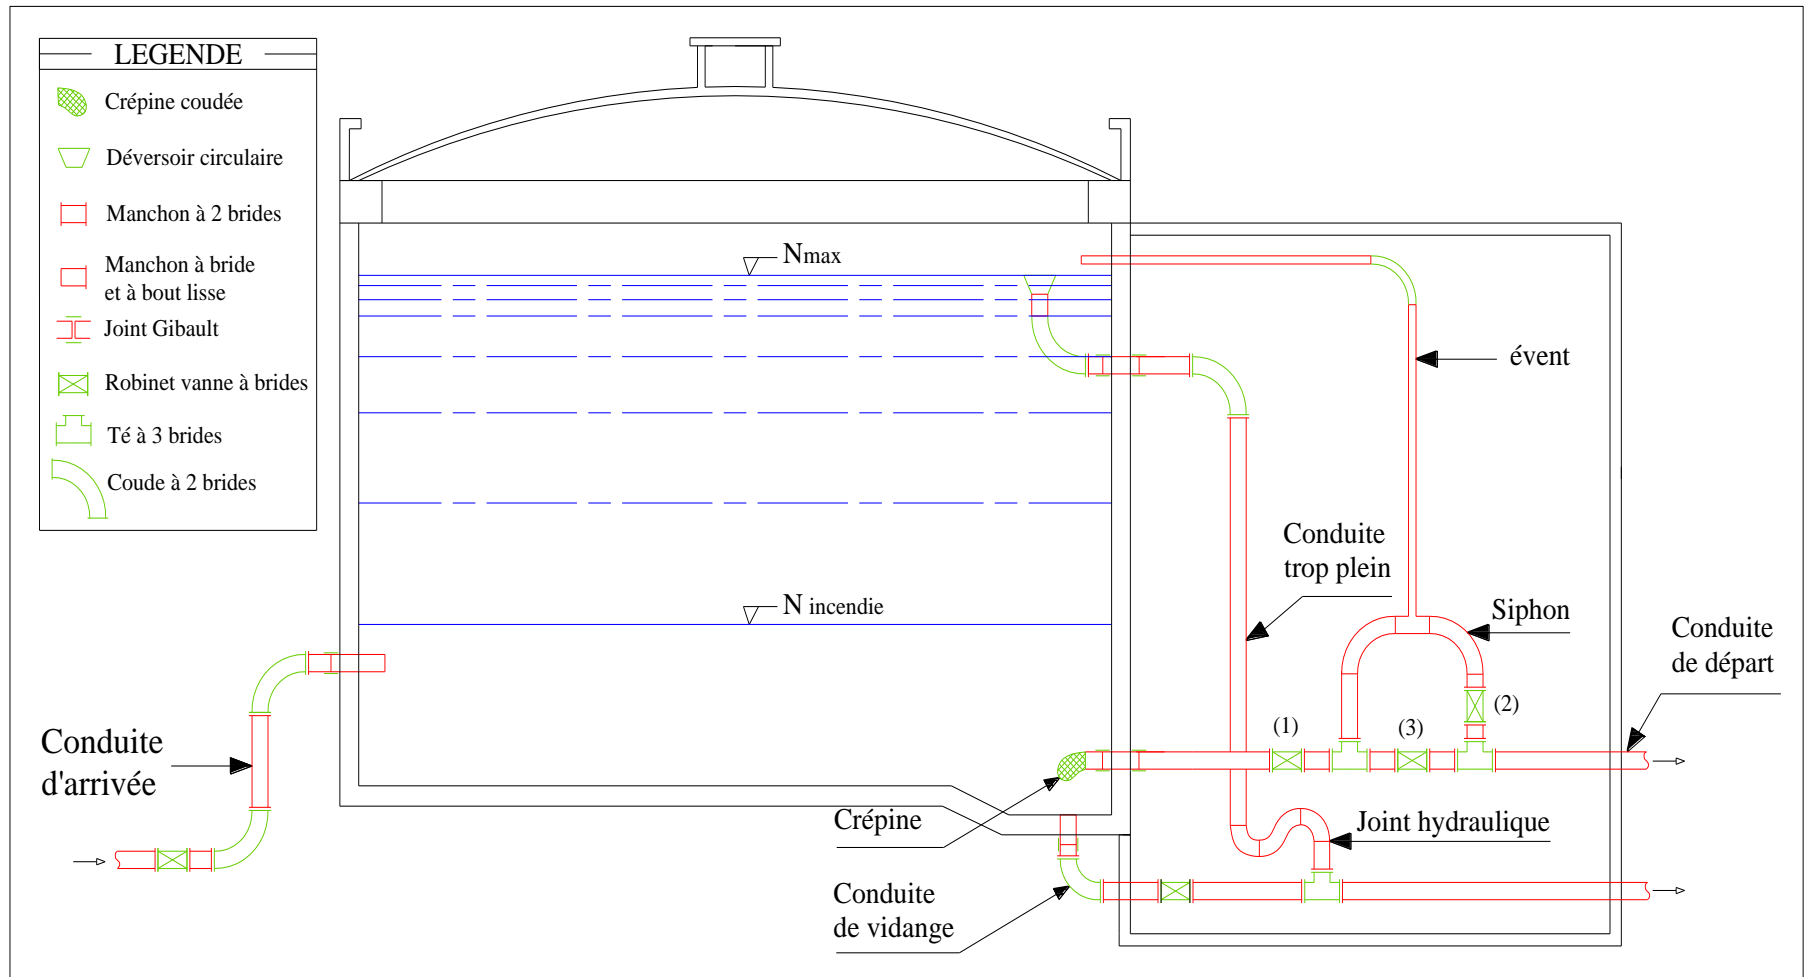 LEGENDE
Crépine coudée
Déversoir circulaire
Manchon à 2 brides
Manchon à bride
et à bout lisse
Joint Gibault
Robinet vanne à brides
Té à 3 brides
Coude à 2 brides
Nmax
évent
Conduite
trop plein
N incendie
Siphon
Conduite
de départ
(2)
(1)
(3)
Conduite
d'arrivée
Crépine
Joint hydraulique
Conduite
de vidange